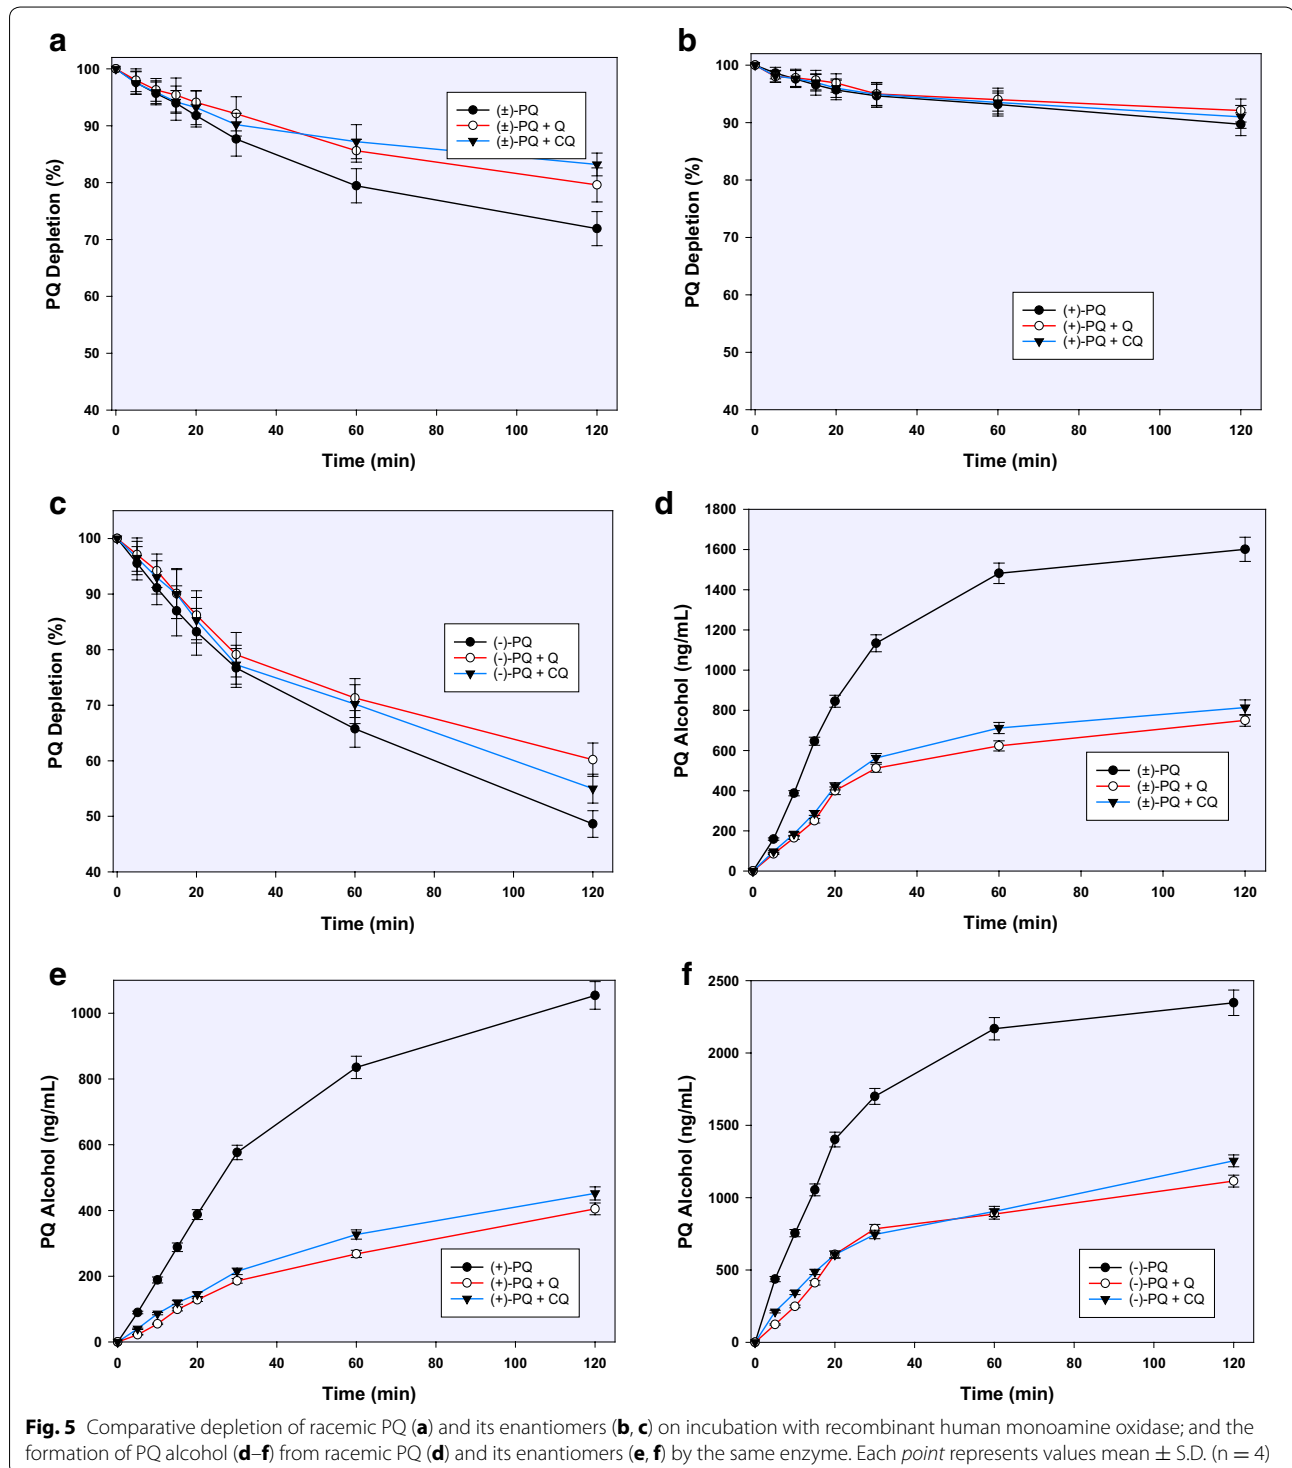 a
100
90
80
70
60
50
40
PQ Depletion (%)
(±)-PQ
(±)-PQ + Q
(±)-PQ + CQ
0 20 40 60 80 100 120
Time (min)
b
100
90
80
70
60
50
40
PQ Depletion (%)
(+)-PQ
(+)-PQ + Q
(+)-PQ + CQ
0 20 40 60 80 100 120
Time (min)
c
100
90
80
70
60
50
40
PQ Depletion (%)
(-)-PQ
(-)-PQ + Q
(-)-PQ + CQ
0 20 40 60 80 100 120
Time (min)
d
1800
1600
1400
1200
1000
800
600
400
200
0
PQ Alcohol (ng/mL)
(±)-PQ
(±)-PQ + Q
(±)-PQ + CQ
0 20 40 60 80 100 120
Time (min)
e
1000
800
600
400
200
0
PQ Alcohol (ng/mL)
(+)-PQ
(+)-PQ + Q
(+)-PQ + CQ
0 20 40 60 80 100 120
Time (min)
f
2500
2000
1500
1000
500
0
PQ Alcohol (ng/mL)
(-)-PQ
(-)-PQ + Q
(-)-PQ + CQ
0 20 40 60 80 100 120
Time (min)
Fig. 5 Comparative depletion of racemic PQ (a) and its enantiomers (b, c) on incubation with recombinant human monoamine oxidase; and the
formation of PQ alcohol (d–f) from racemic PQ (d) and its enantiomers (e, f) by the same enzyme. Each point represents values mean ± S.D. (n = 4)